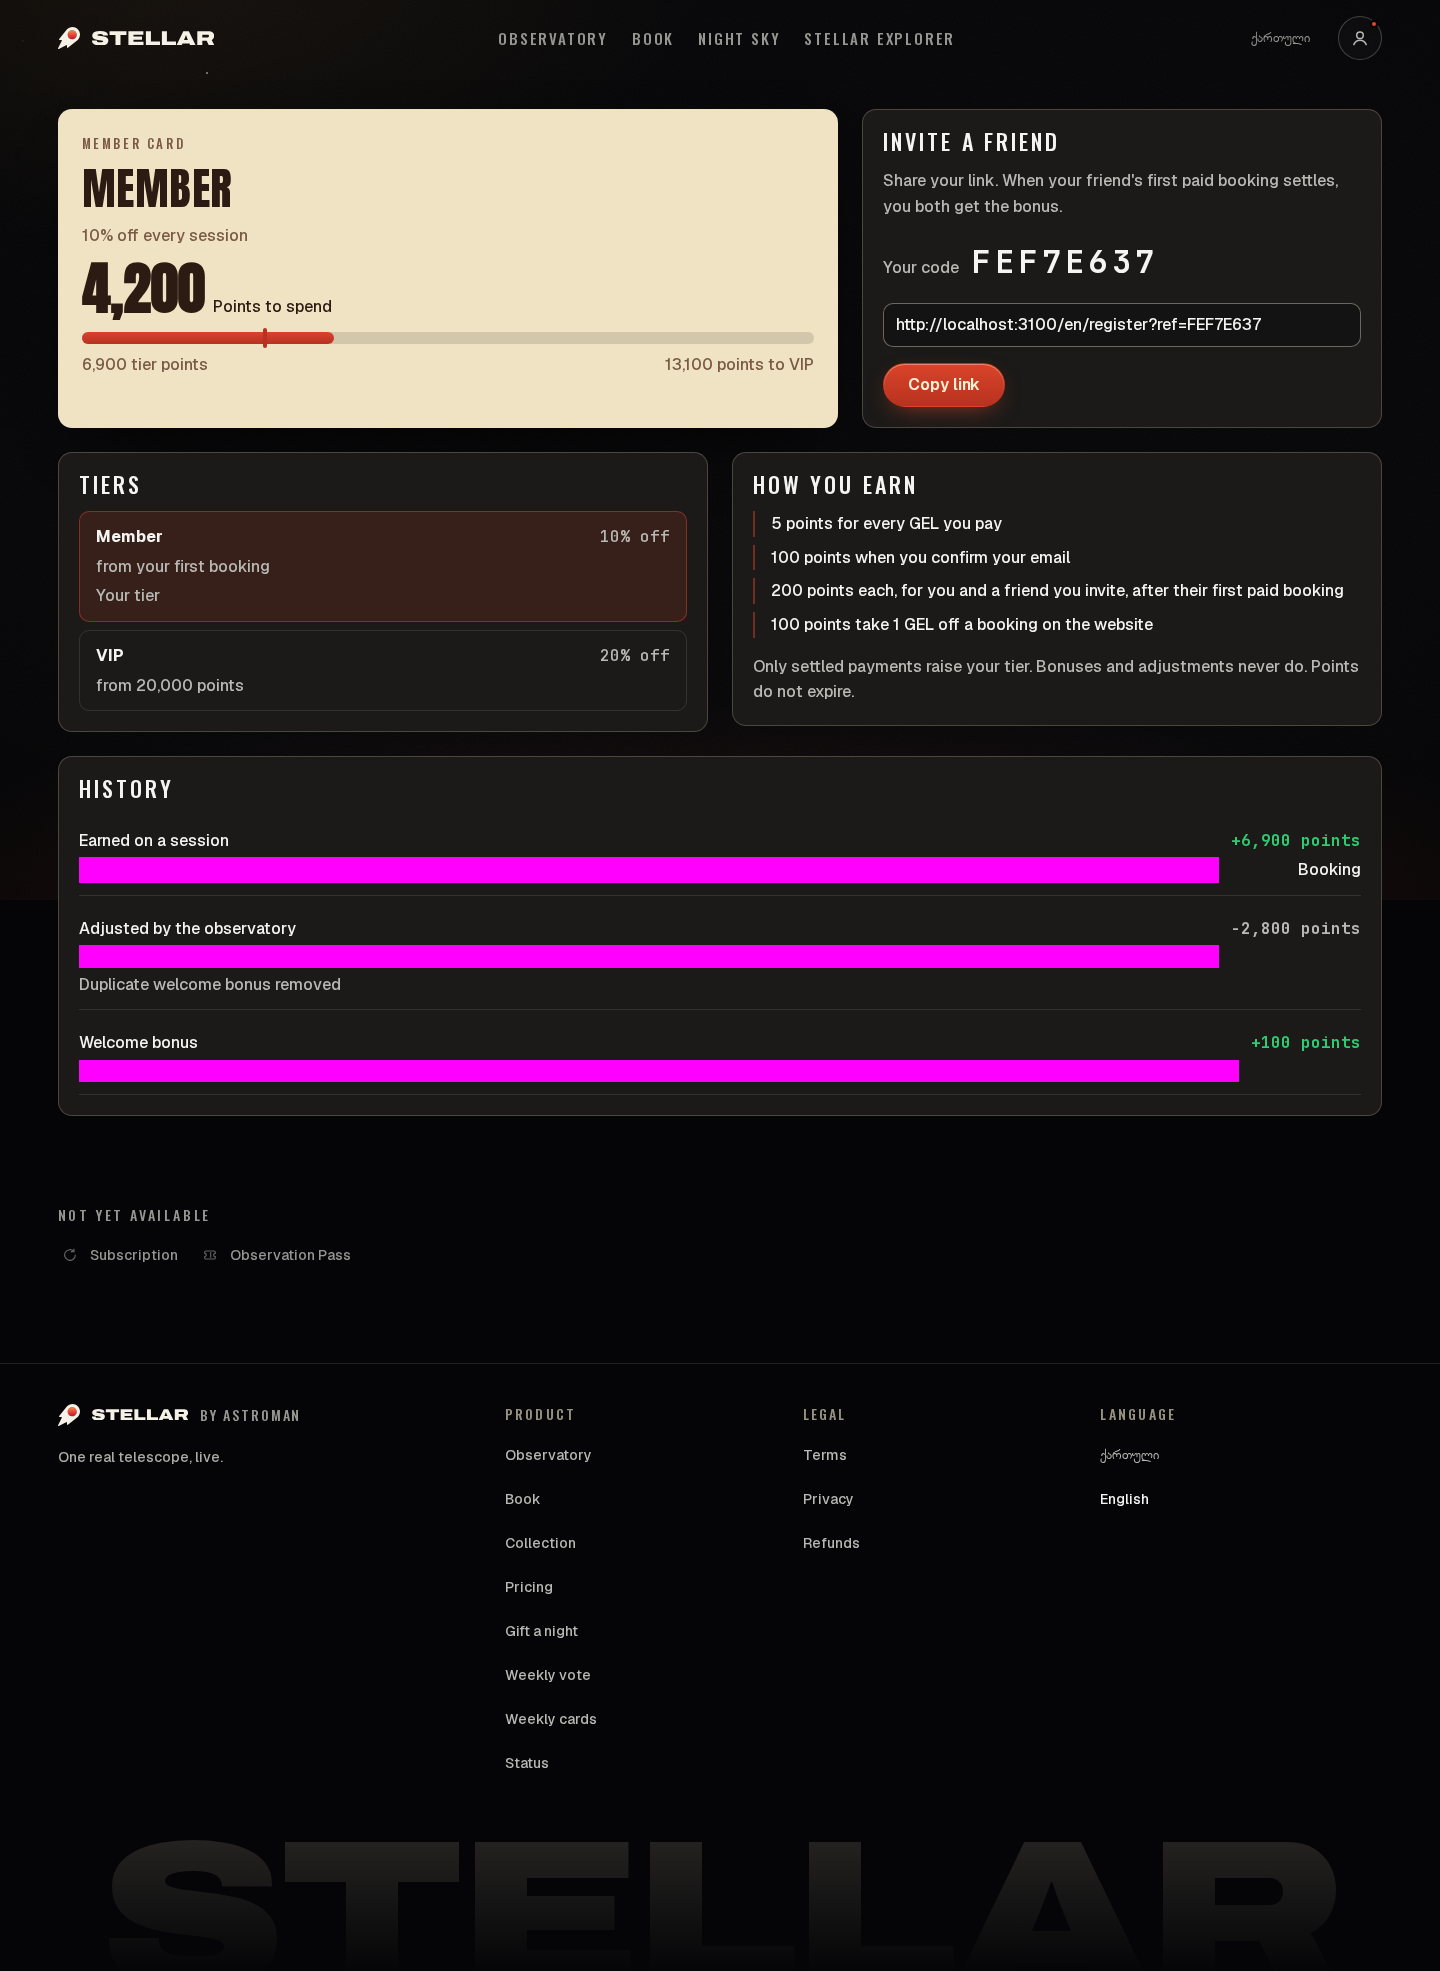 STELLAR
OBSERVATORY BOOK NIGHT SKY STELLAR EXPLORER
ქართული
MEMBER CARD
MEMBER
10% off every session
4,200 Points to spend
6,900 tier points
13,100 points to VIP
INVITE A FRIEND
Share your link. When your friend's first paid booking settles,
you both get the bonus.
Your code FEF7E637
http://localhost:3100/en/register?ref=FEF7E637
Copy link
TIERS
Member 10% off
from your first booking
Your tier
VIP 20% off
from 20,000 points
HOW YOU EARN
5 points for every GEL you pay
100 points when you confirm your email
200 points each, for you and a friend you invite, after their first paid booking
100 points take 1 GEL off a booking on the website
Only settled payments raise your tier. Bonuses and adjustments never do. Points
do not expire.
HISTORY
Earned on a session +6,900 points
Booking
Adjusted by the observatory -2,800 points
Duplicate welcome bonus removed
Welcome bonus +100 points
NOT YET AVAILABLE
Subscription Observation Pass
STELLAR BY ASTROMAN
One real telescope, live.
PRODUCT
Observatory
Book
Collection
Pricing
Gift a night
Weekly vote
Weekly cards
Status
LEGAL
Terms
Privacy
Refunds
LANGUAGE
ქართული
English
STELLAR